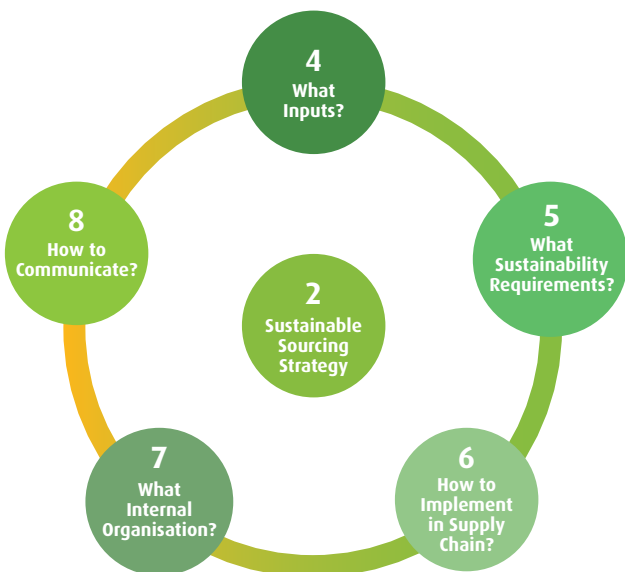 4
What
Inputs?
5
What
Sustainability
Requirements?
8
How to
Communicate?
2
Sustainable
Sourcing
Strategy
7
What
Internal
Organisation?
6
How to
Implement
in Supply
Chain?